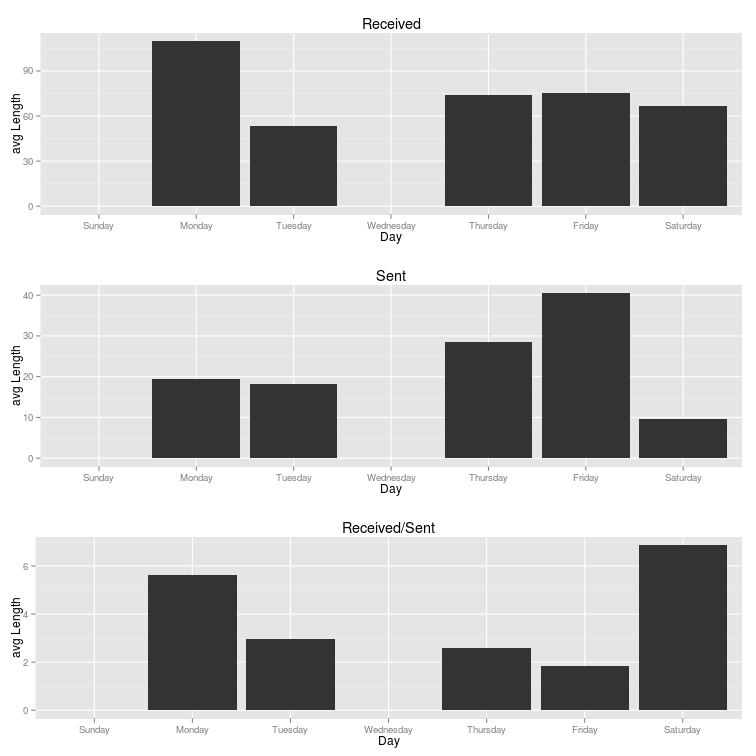 Received
avg Length
90
60
30
0
Sunday Monday Tuesday Wednesday Thursday Friday Saturday
Day
Sent
avg Length
40
30
20
10
0
Sunday Monday Tuesday Wednesday Thursday Friday Saturday
Day
Received/Sent
avg Length
6
4
2
0
Sunday Monday Tuesday Wednesday Thursday Friday Saturday
Day